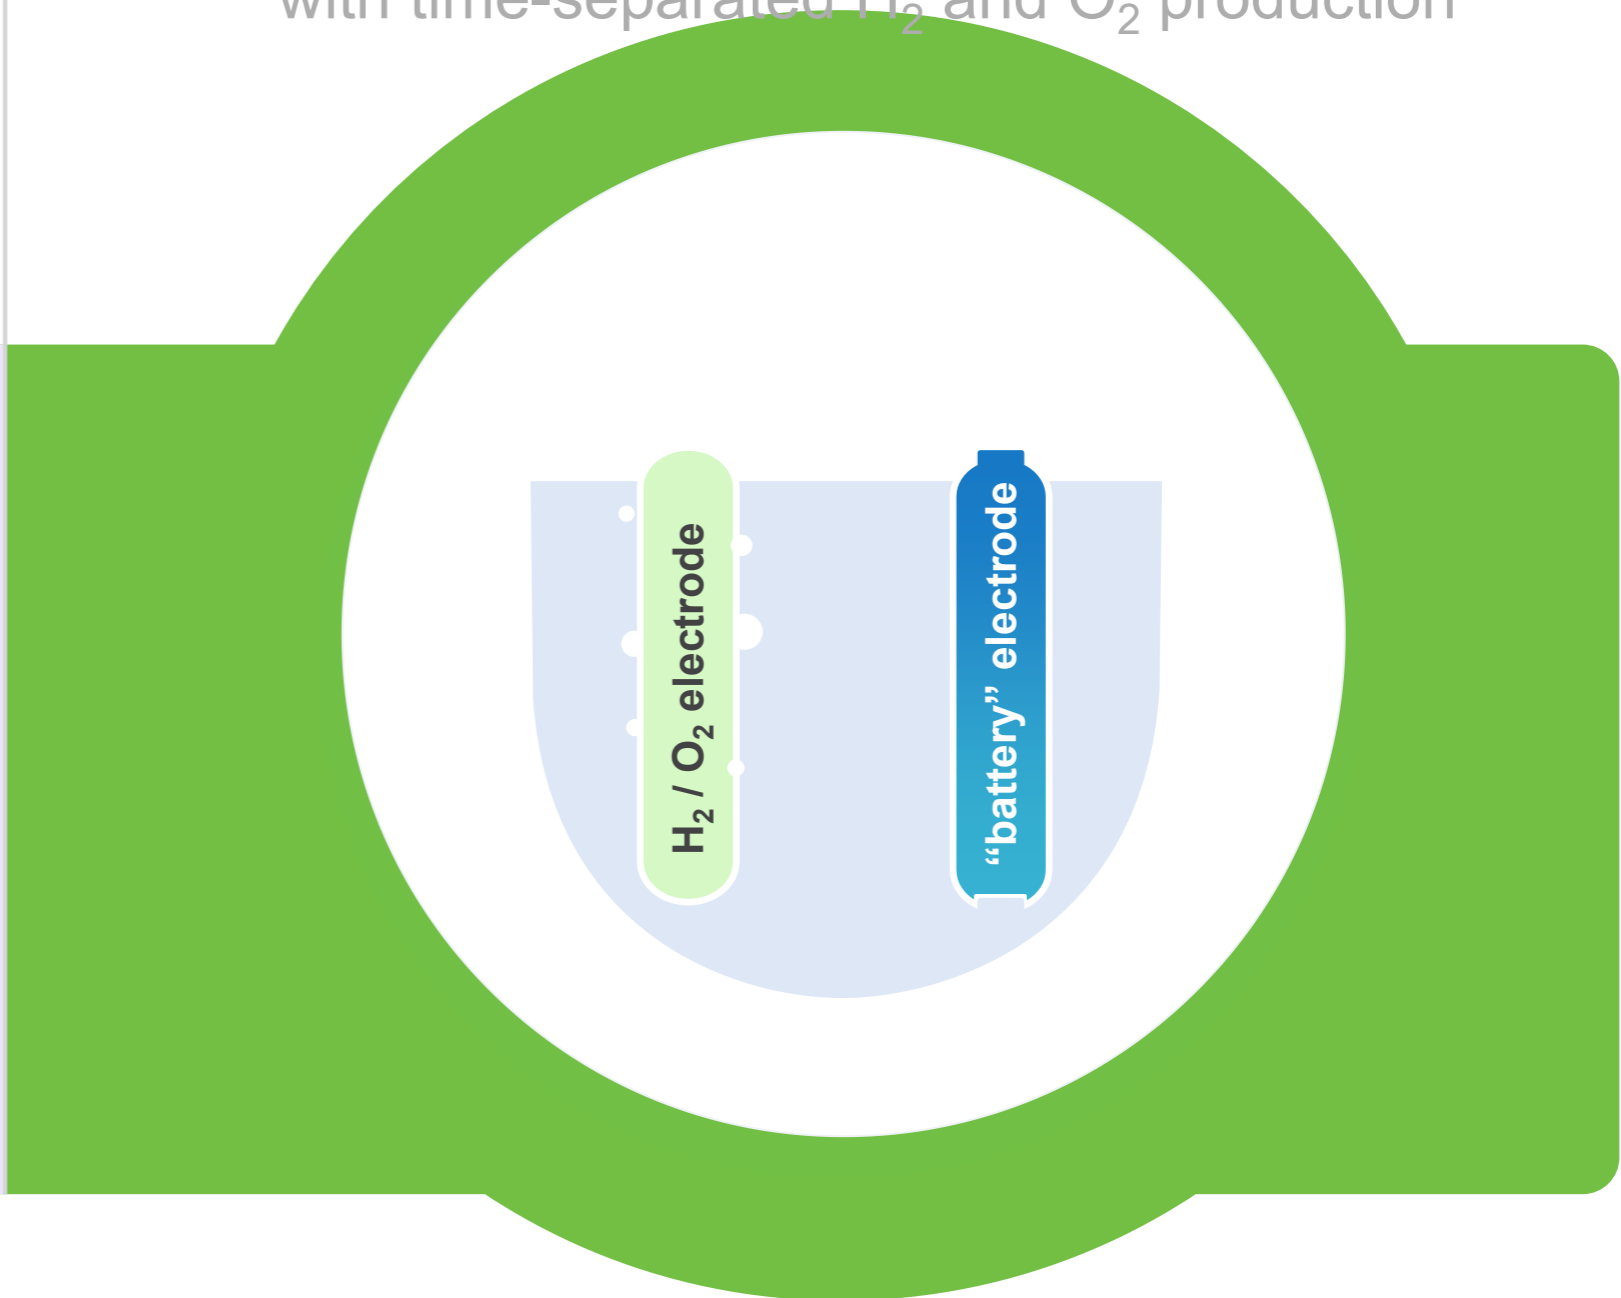 with time-separated H₂ and O₂ production
H₂ / O₂ electrode
“battery” electrode